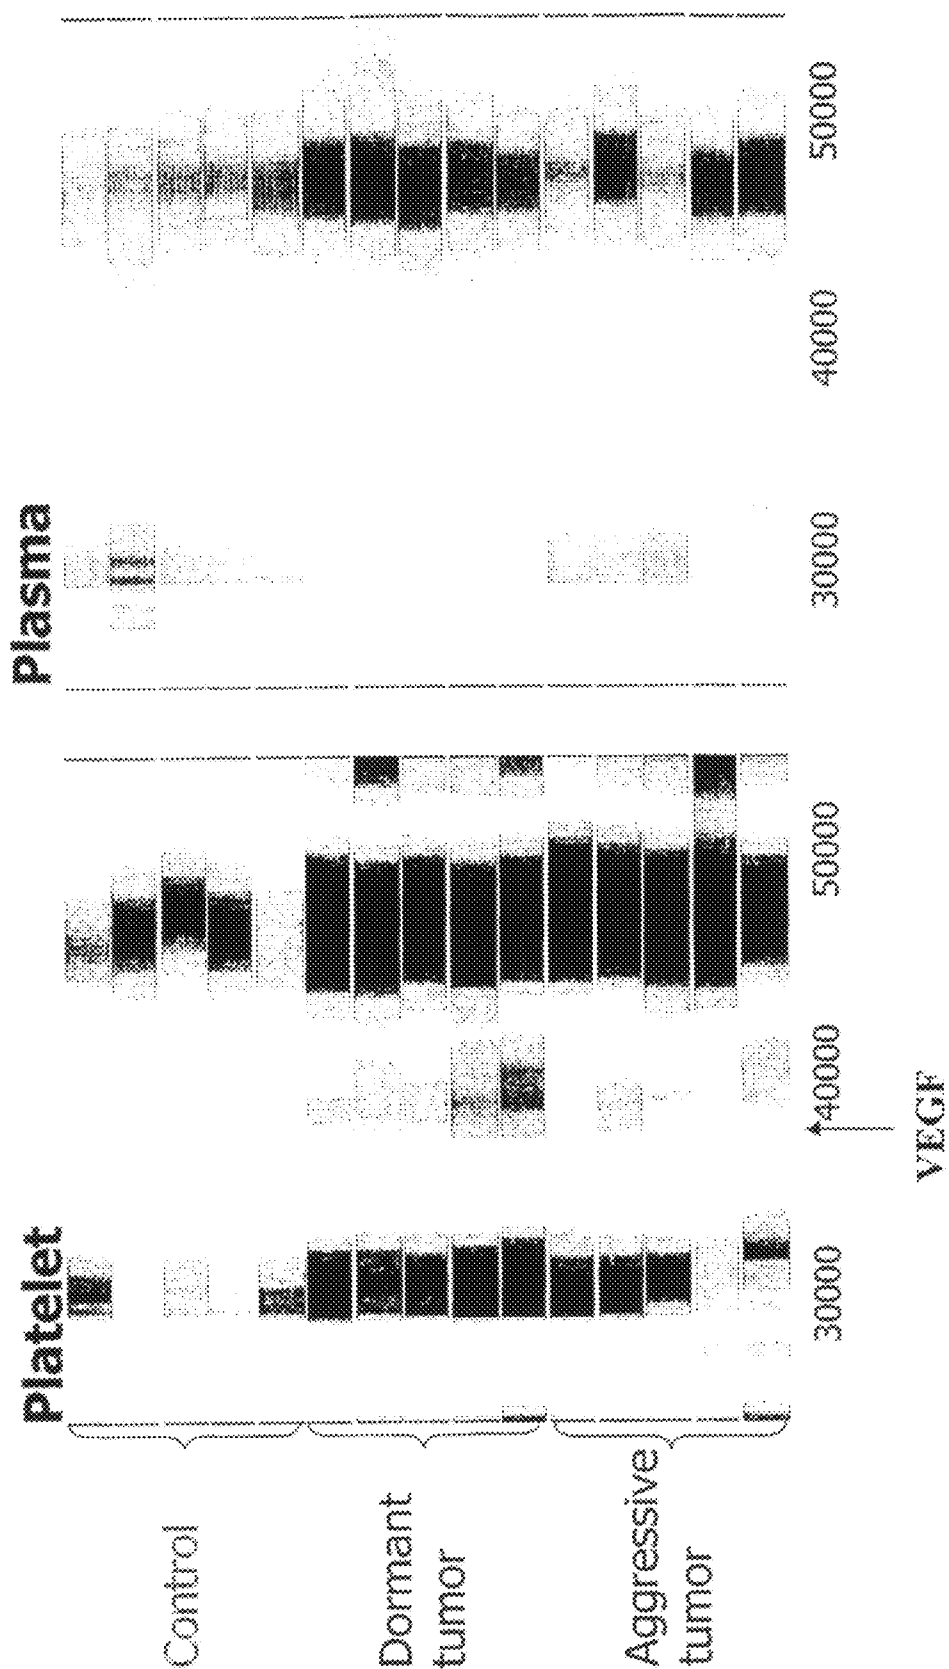 Platelet
Plasma
Control
Dormant
tumor
Aggressive
tumor
30000
40000
50000
30000
40000
50000
VEGF